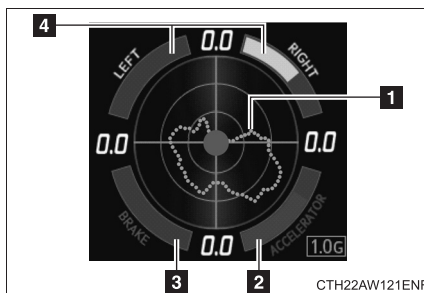 4
0.0
LEFT
RIGHT
1
0.0
0.0
BRAKE
ACCELERATOR
0.0
1.0G
3
2
CTH22AW121ENF